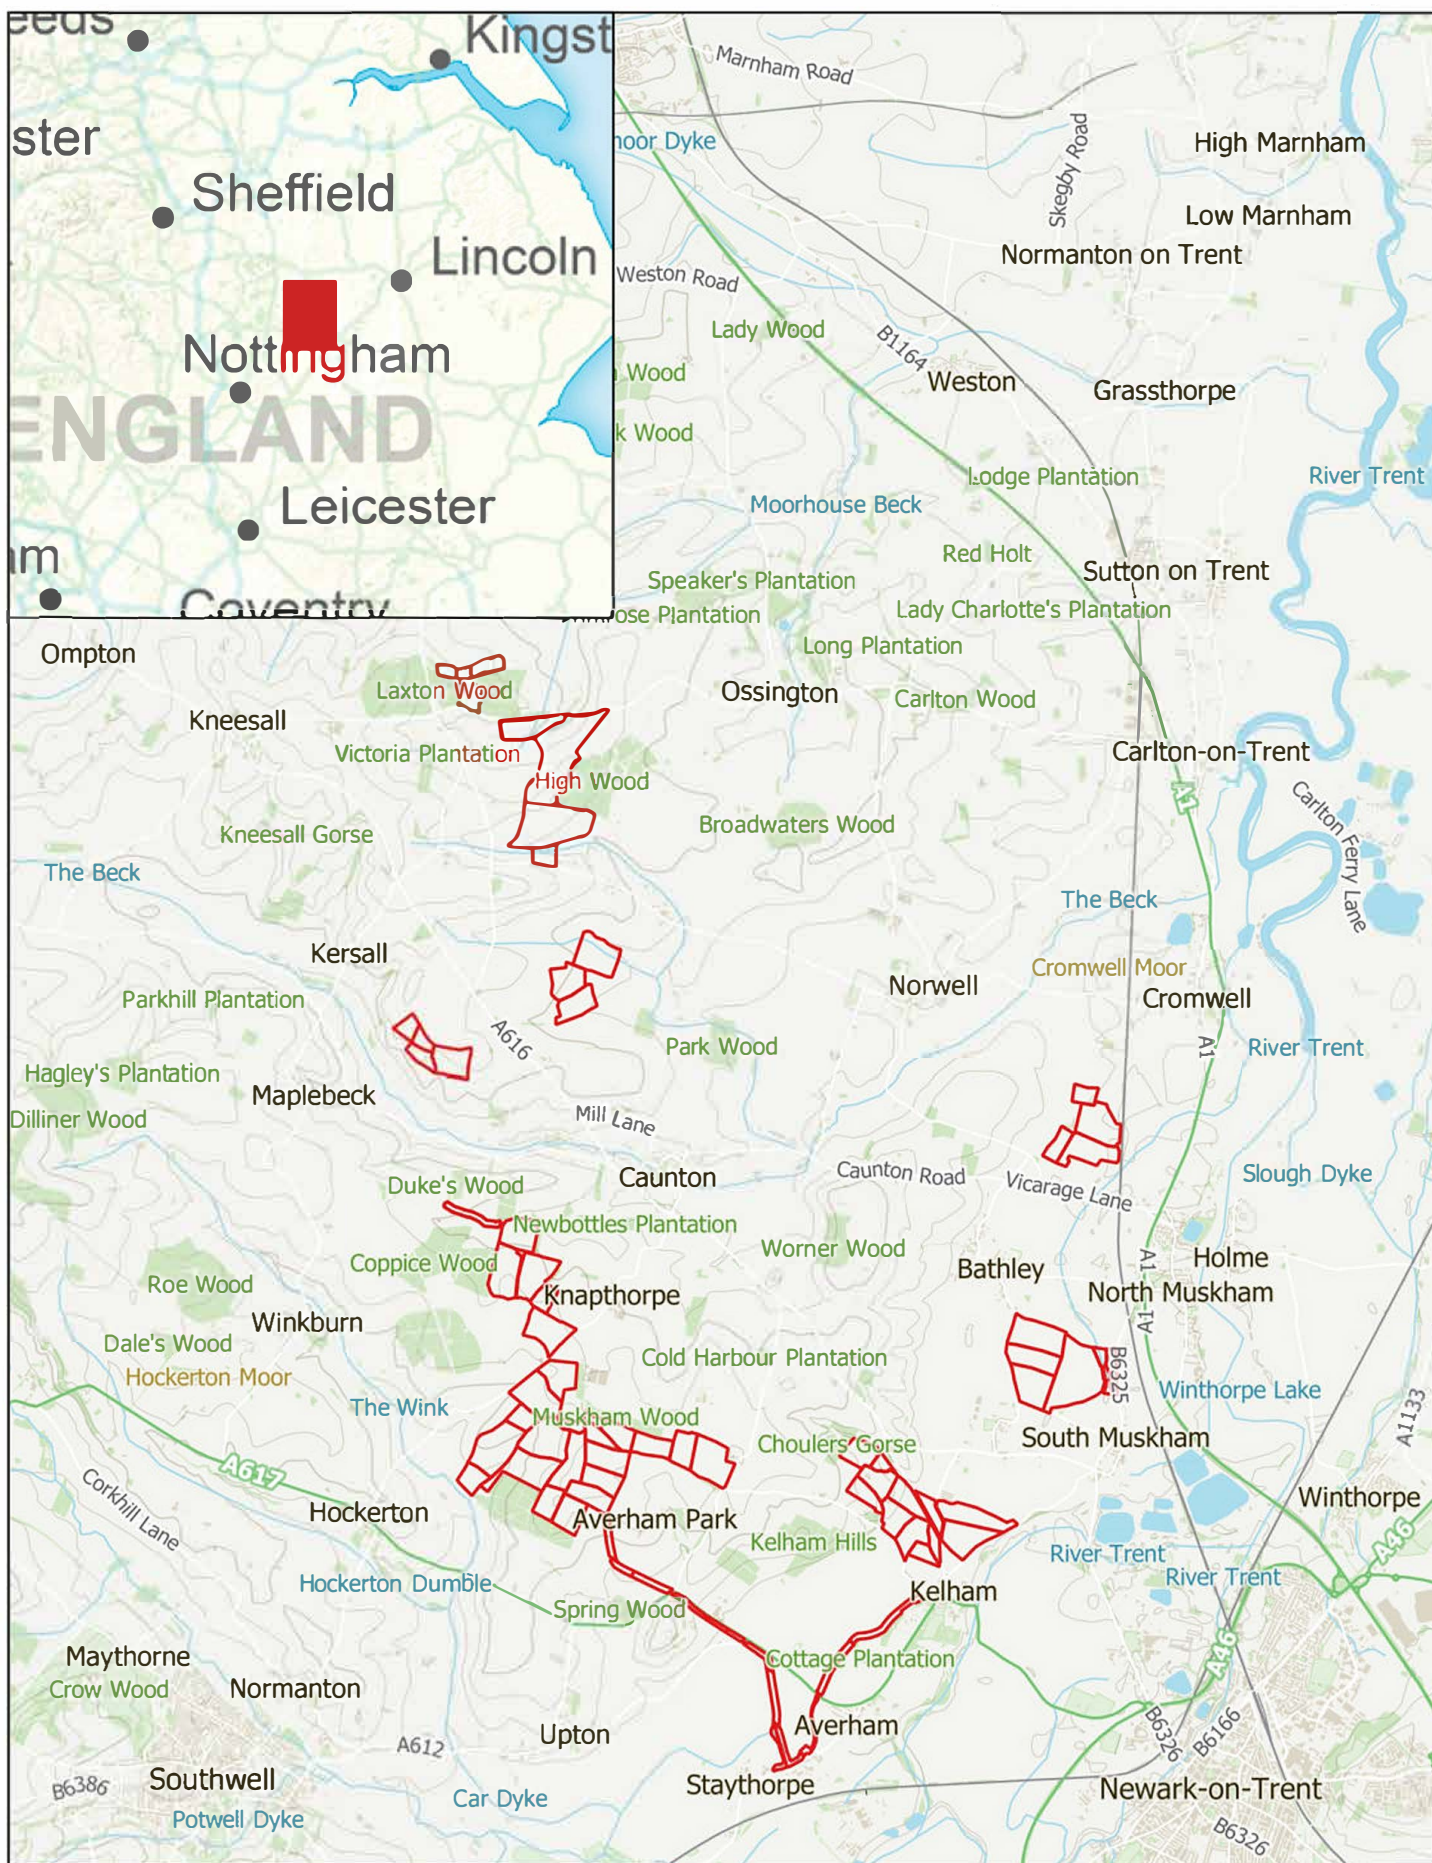 Kingst
Sheffield
Lincoln
Nottingham
ENGLAND
Leicester
Coventry
Marnham Road
High Marnham
Skegby Road
Low Marnham
Normanton on Trent
Weston Road
Lady Wood
B1164
Weston
Grassthorpe
Wood
Wood
Lodge Plantation
River Trent
Moorhouse Beck
Red Holt
Sutton on Trent
Speaker's Plantation
Lady Charlotte's Plantation
Plantation
Long Plantation
Ompton
Laxton Wood
Ossington
Carlton Wood
Kneesall
Victoria Plantation
Carlton-on-Trent
High Wood
A1
Carlton Ferry Lane
Kneesall Gorse
Broadwaters Wood
The Beck
The Beck
Kersall
Cromwell Moor
Norwell
Cromwell
Parkhill Plantation
A616
Park Wood
A1
River Trent
Hagley's Plantation
Maplebeck
Dilliner Wood
Mill Lane
Caunton
Caunton Road
Vicarage Lane
Slough Dyke
Duke's Wood
Newbottles Plantation
Coppice Wood
Worner Wood
Bathley
A1
Holme
Roe Wood
Knapthorpe
North Muskham
Winkburn
A1
Dale's Wood
Cold Harbour Plantation
Hockerton Moor
B6325
Winthorpe Lake
The Wink
Muskham Wood
A1133
Choulers Gorse
South Muskham
A617
Corkhill Lane
Hockerton
Averham Park
Winthorpe
Kelham Hills
A46
River Trent
River Trent
Hockerton Dumble
Kelham
Spring Wood
Maythorne
Cottage Plantation
A46
Crow Wood
Normanton
Upton
Averham
B6326
B6166
A612
Southwell
Staythorpe
B6386
Newark-on-Trent
Car Dyke
Potwell Dyke
B6326